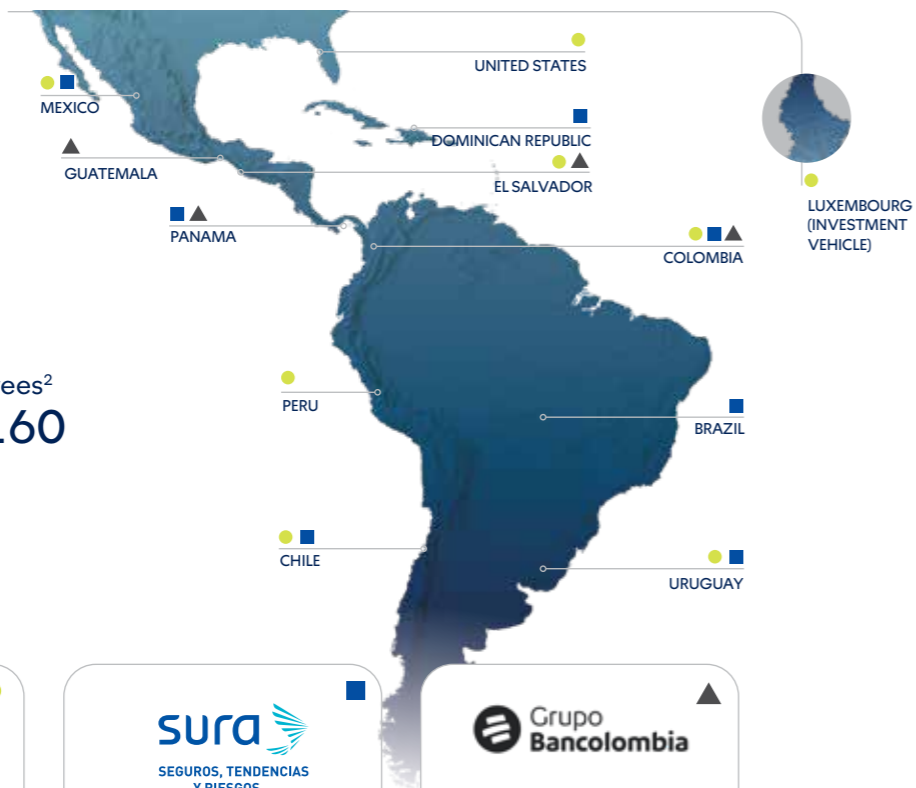 UNITED STATES
MEXICO
DOMINICAN REPUBLIC
GUATEMALA
EL SALVADOR
PANAMA
COLOMBIA
LUXEMBOURG
(INVESTMENT
VEHICLE)
PERU
BRAZIL
CHILE
URUGUAY
ees²
.60
sura
SEGUROS, TENDENCIAS
Y RIESGOS
Grupo
Bancolombia